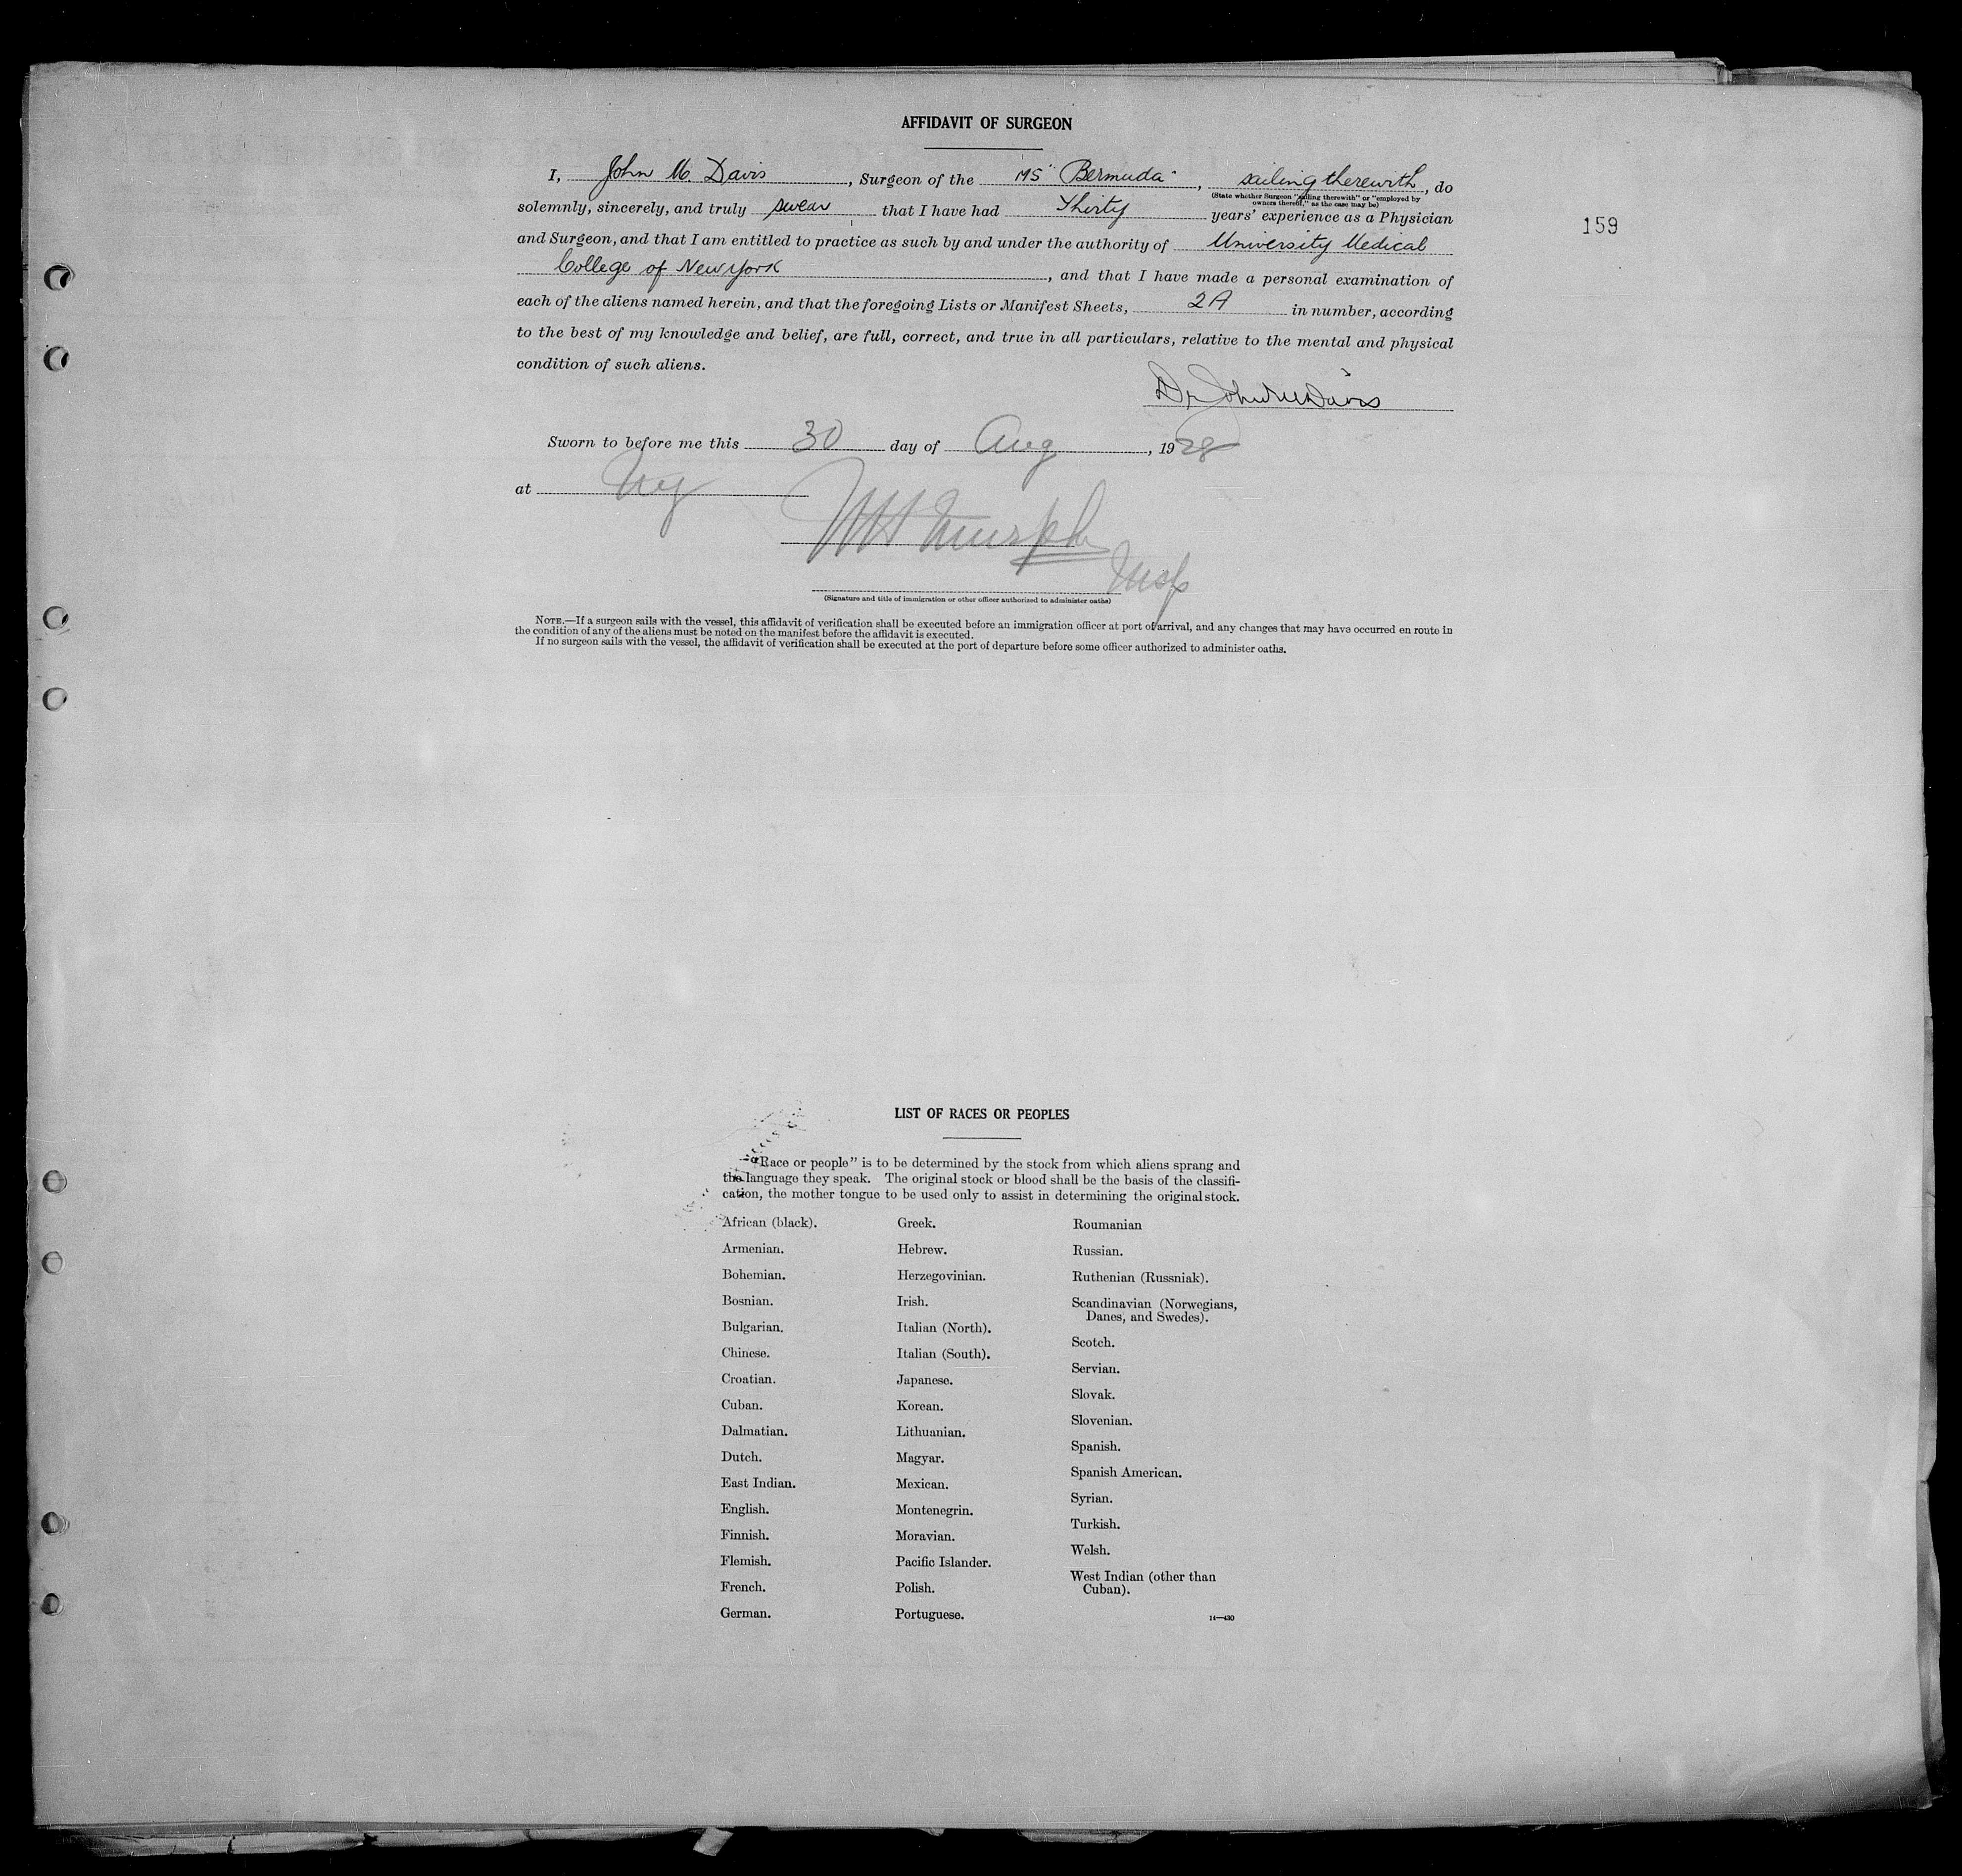 AFFIDAVIT OF SURGEON
I, John M. Davis, Surgeon of the "MS" Bermuda", sailing therewith, do
(State whether Surgeon "sailing therewith" or "employed by
owners thereof," as the case may be)
solemnly, sincerely, and truly swear that I have had Thirty years' experience as a Physician
159
and Surgeon, and that I am entitled to practice as such by and under the authority of University Medical
College of New York, and that I have made a personal examination of
each of the aliens named herein, and that the foregoing Lists or Manifest Sheets, 2A in number, according
to the best of my knowledge and belief, are full, correct, and true in all particulars, relative to the mental and physical
condition of such aliens.
Dr John M Davis
Sworn to before me this 30 day of Aug, 1928
at NY
(Signature and title of immigration or other officer authorized to administer oaths)
NOTE.—If a surgeon sails with the vessel, this affidavit of verification shall be executed before an immigration officer at port of arrival, and any changes that may have occurred en route in
the condition of any of the aliens must be noted on the manifest before the affidavit is executed.
If no surgeon sails with the vessel, the affidavit of verification shall be executed at the port of departure before some officer authorized to administer oaths.
LIST OF RACES OR PEOPLES
"Race or people" is to be determined by the stock from which aliens sprang and
the language they speak. The original stock or blood shall be the basis of the classifi-
cation, the mother tongue to be used only to assist in determining the original stock.
African (black).
Armenian.
Bohemian.
Bosnian.
Bulgarian.
Chinese.
Croatian.
Cuban.
Dalmatian.
Dutch.
East Indian.
English.
Finnish.
Flemish.
French.
German.
Greek.
Hebrew.
Herzegovinian.
Irish.
Italian (North).
Italian (South).
Japanese.
Korean.
Lithuanian.
Magyar.
Mexican.
Montenegrin.
Moravian.
Pacific Islander.
Polish.
Portuguese.
Roumanian
Russian.
Ruthenian (Russniak).
Scandinavian (Norwegians,
Danes, and Swedes).
Scotch.
Servian.
Slovak.
Slovenian.
Spanish.
Spanish American.
Syrian.
Turkish.
Welsh.
West Indian (other than
Cuban).
14—430